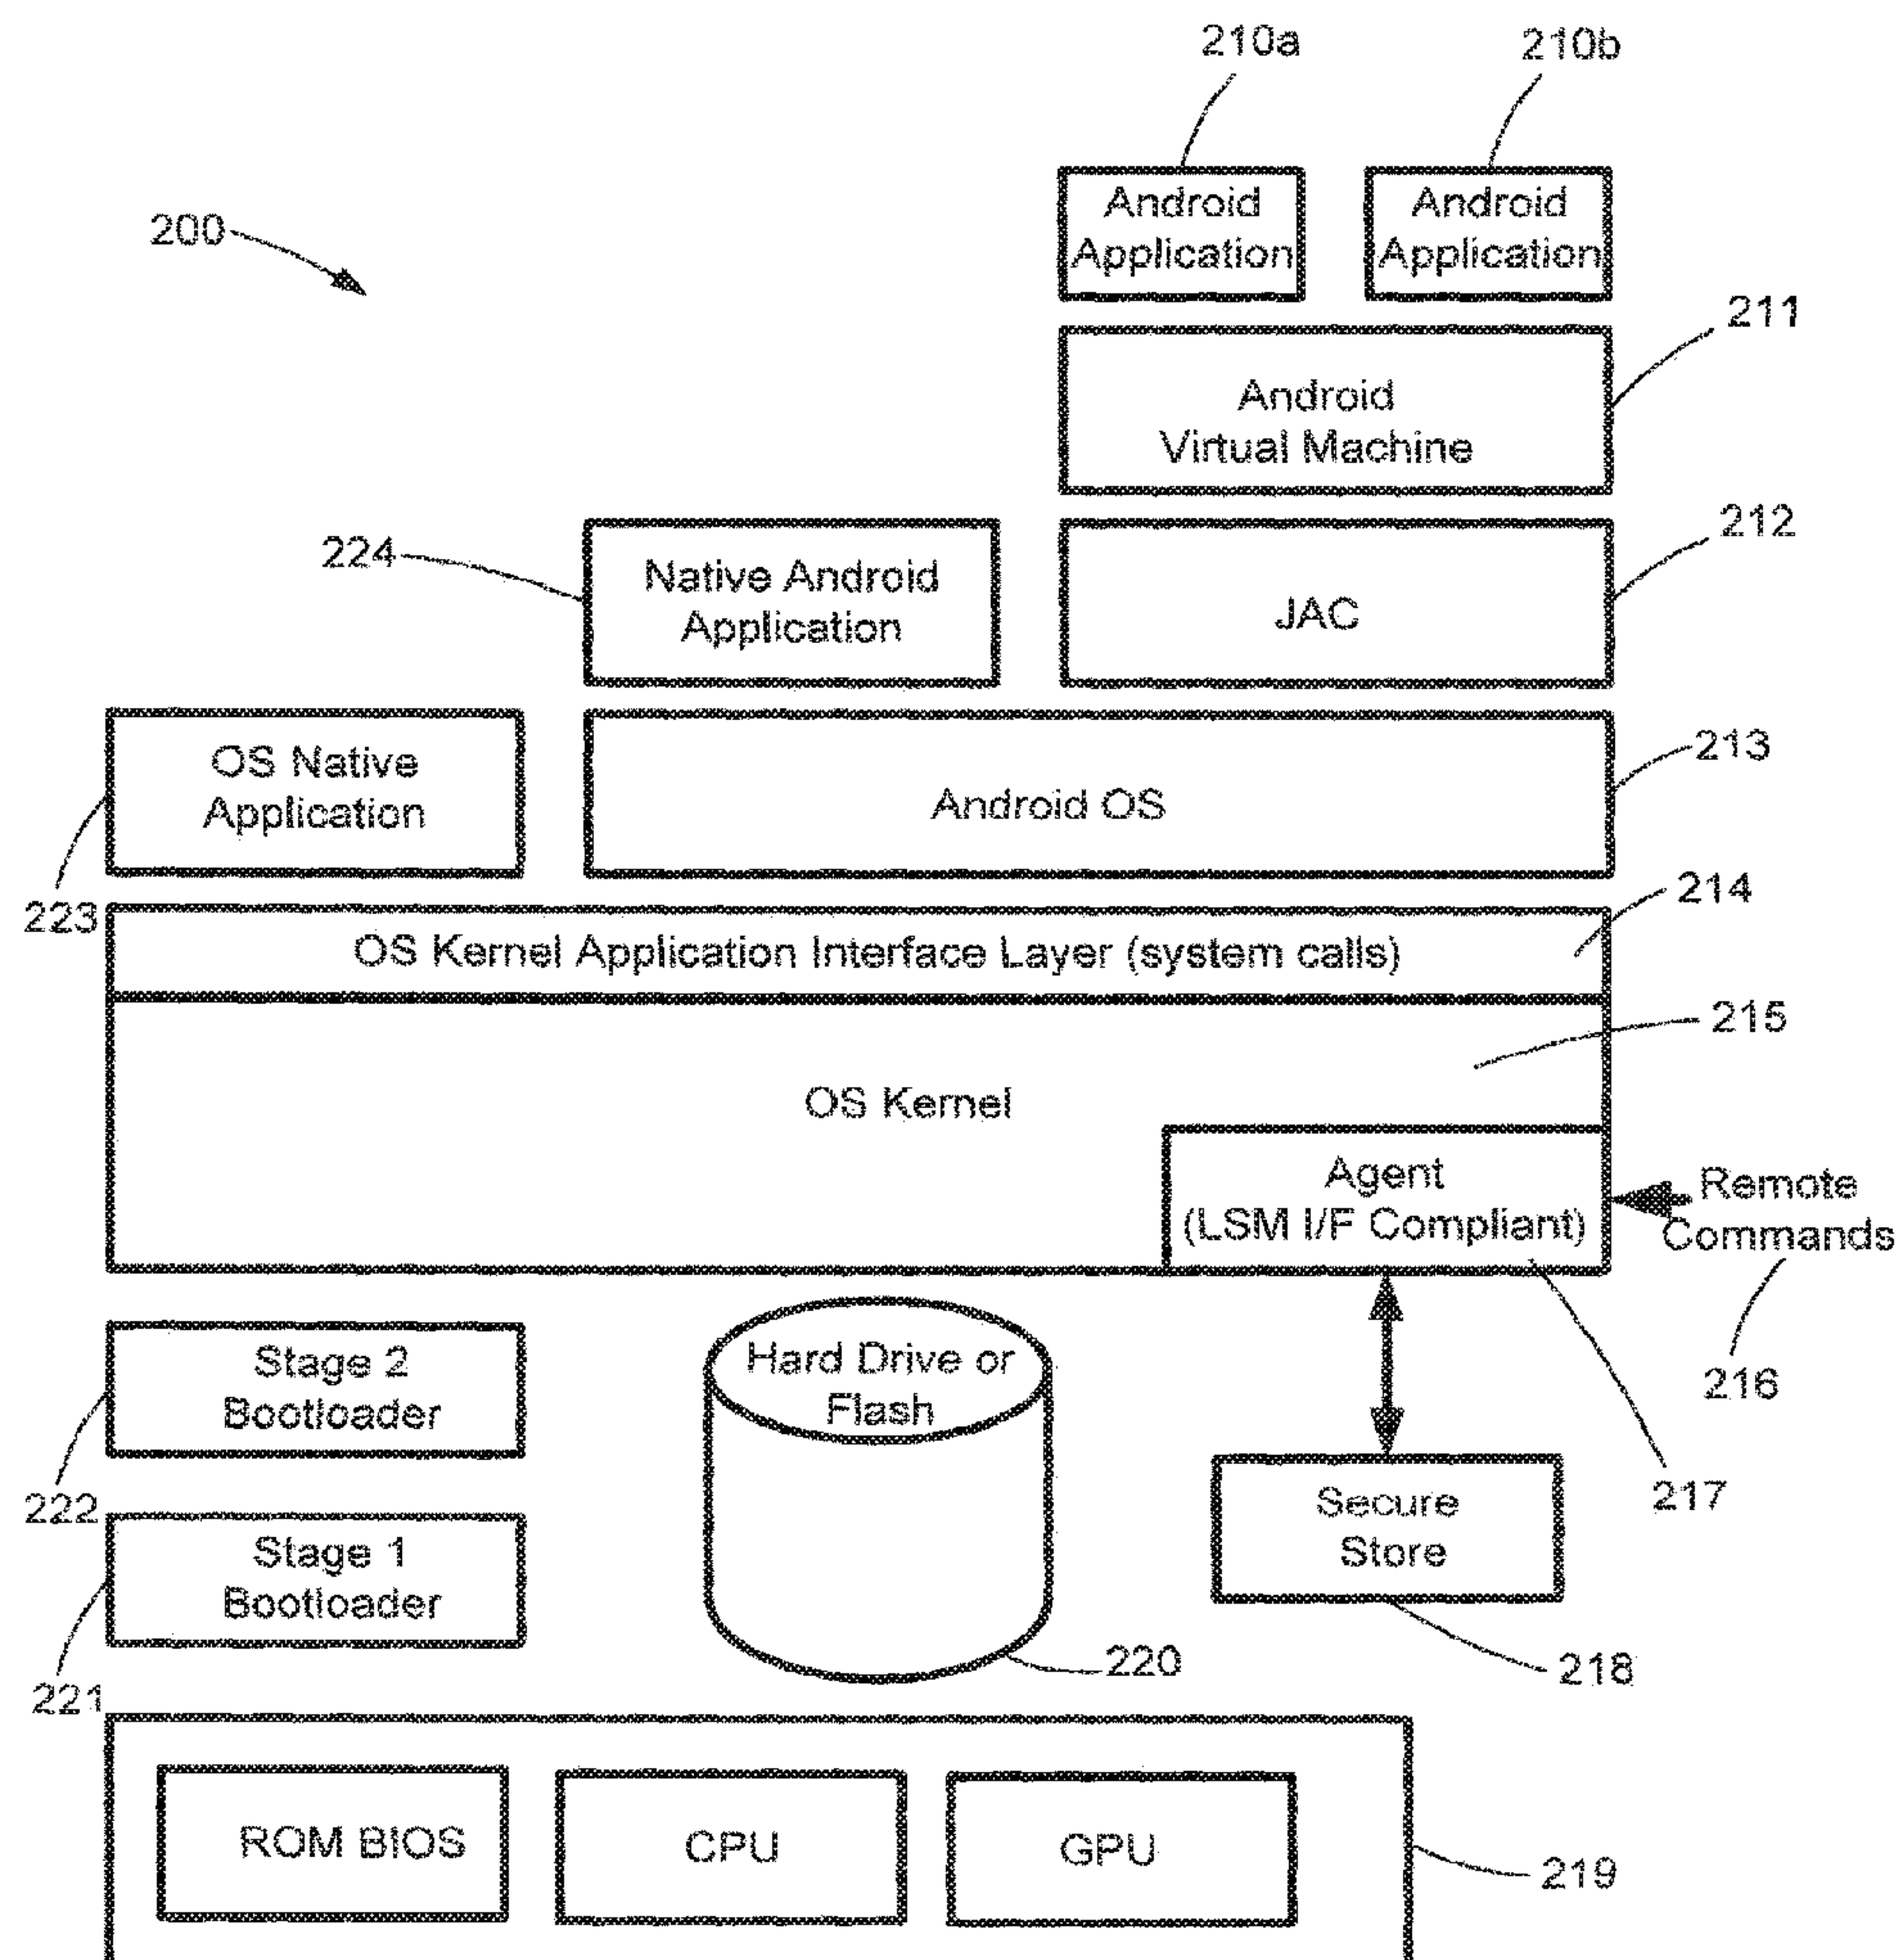 210a
210b
200
Android
Application
Android
Application
211
Android
Virtual Machine
212
224
Native Android
Application
JAC
213
OS Native
Application
Android OS
223
214
OS Kernel Application Interface Layer (system calls)
215
OS Kernel
Agent
(LSM I/F Compliant)
Remote
Commands
216
Stage 2
Bootloader
Hard Drive or
Flash
222
217
Secure
Store
Stage 1
Bootloader
220
218
221
ROM BIOS
CPU
GPU
219